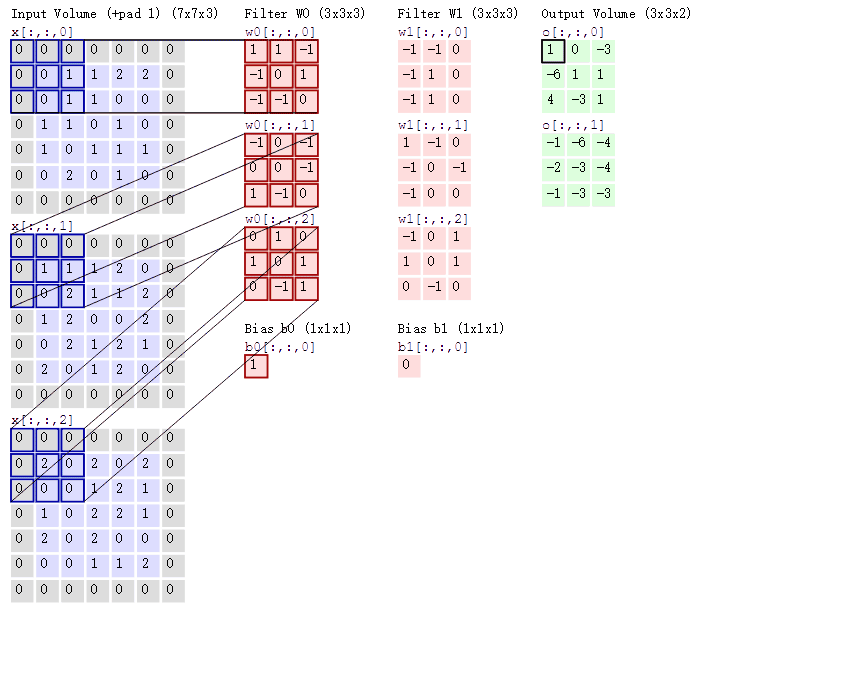 Input Volume (+pad 1) (7x7x3)
x[:,:,0]
0 0 0 0 0 0 0
0 0 1 1 2 2 0
0 0 1 1 0 0 0
0 1 1 0 1 0 0
0 1 0 1 1 1 0
0 0 2 0 1 0 0
0 0 0 0 0 0 0
x[:,:,1]
0 0 0 0 0 0 0
0 1 1 1 2 0 0
0 0 2 1 1 2 0
0 1 2 0 0 2 0
0 0 2 1 2 1 0
0 2 0 1 2 0 0
0 0 0 0 0 0 0
x[:,:,2]
0 0 0 0 0 0 0
0 2 0 2 0 2 0
0 0 0 1 2 1 0
0 1 0 2 2 1 0
0 2 0 2 0 0 0
0 0 0 1 1 2 0
0 0 0 0 0 0 0
Filter W0 (3x3x3)
w0[:,:,0]
1 1 -1
-1 0 1
-1 -1 0
w0[:,:,1]
-1 0 -1
0 0 -1
1 -1 0
w0[:,:,2]
0 1 0
1 0 1
0 -1 1
Bias b0 (1x1x1)
b0[:,:,0]
1
Filter W1 (3x3x3)
w1[:,:,0]
-1 -1 0
-1 1 0
-1 1 0
w1[:,:,1]
1 -1 0
-1 0 -1
-1 0 0
w1[:,:,2]
-1 0 1
1 0 1
0 -1 0
Bias b1 (1x1x1)
b1[:,:,0]
0
Output Volume (3x3x2)
o[:,:,0]
1 0 -3
-6 1 1
4 -3 1
o[:,:,1]
-1 -6 -4
-2 -3 -4
-1 -3 -3